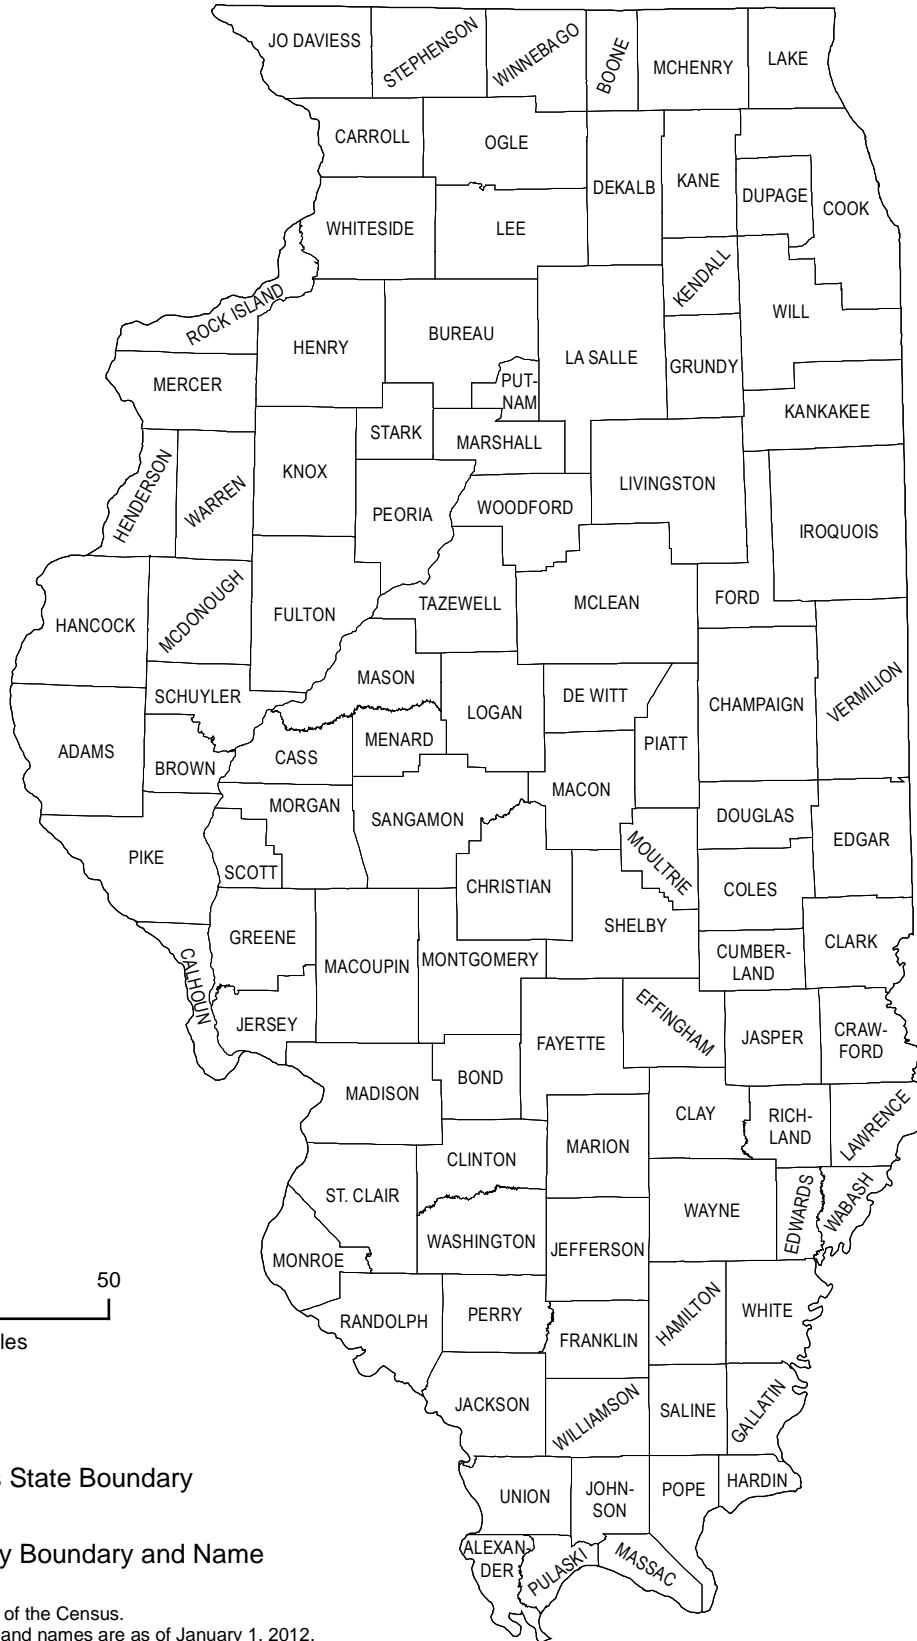 JO DAVIESS
STEPHENSON
WINNEBAGO
BOONE
MCHENRY
LAKE
CARROLL
OGLE
DEKALB
KANE
DUPAGE
COOK
WHITESIDE
LEE
KENDALL
ROCK ISLAND
WILL
HENRY
BUREAU
LA SALLE
GRUNDY
MERCER
PUT-
NAM
KANKAKEE
STARK
MARSHALL
HENDERSON
WARREN
KNOX
PEORIA
WOODFORD
LIVINGSTON
IROQUOIS
HANCOCK
MCDONOUGH
FULTON
TAZEWELL
MCLEAN
FORD
SCHUYLER
MASON
LOGAN
DE WITT
CHAMPAIGN
VERMILION
ADAMS
BROWN
CASS
MENARD
PIATT
MACON
MORGAN
SANGAMON
DOUGLAS
EDGAR
PIKE
SCOTT
CHRISTIAN
MOULTRIE
COLES
GREENE
MACOUPIN
MONTGOMERY
SHELBY
CUMBER-
LAND
CLARK
CALHOUN
JERSEY
FAYETTE
EFFINGHAM
JASPER
CRAW-
FORD
MADISON
BOND
CLAY
RICH-
LAND
LAWRENCE
MARION
CLINTON
ST. CLAIR
WAYNE
EDWARDS
WABASH
WASHINGTON
JEFFERSON
MONROE
RANDOLPH
PERRY
FRANKLIN
HAMILTON
WHITE
JACKSON
WILLIAMSON
SALINE
GALLATIN
UNION
JOHN-
SON
POPE
HARDIN
ALEXAN-
DER
PULASKI
MASSAC
50
les
s State Boundary
y Boundary and Name
of the Census.
and names are as of January 1, 2012.